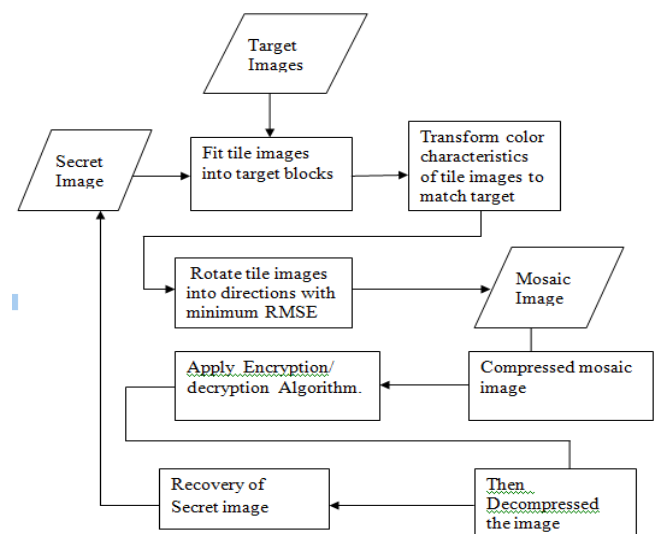 Target
Images
Secret
Image
Fit tile images
into target blocks
Transform color
characteristics
of tile images to
match target
Rotate tile images
into directions with
minimum RMSE
Mosaic
Image
Apply Encryption/
decryption Algorithm.
Compressed mosaic
image
Recovery of
Secret image
Then
Decompressed
the image